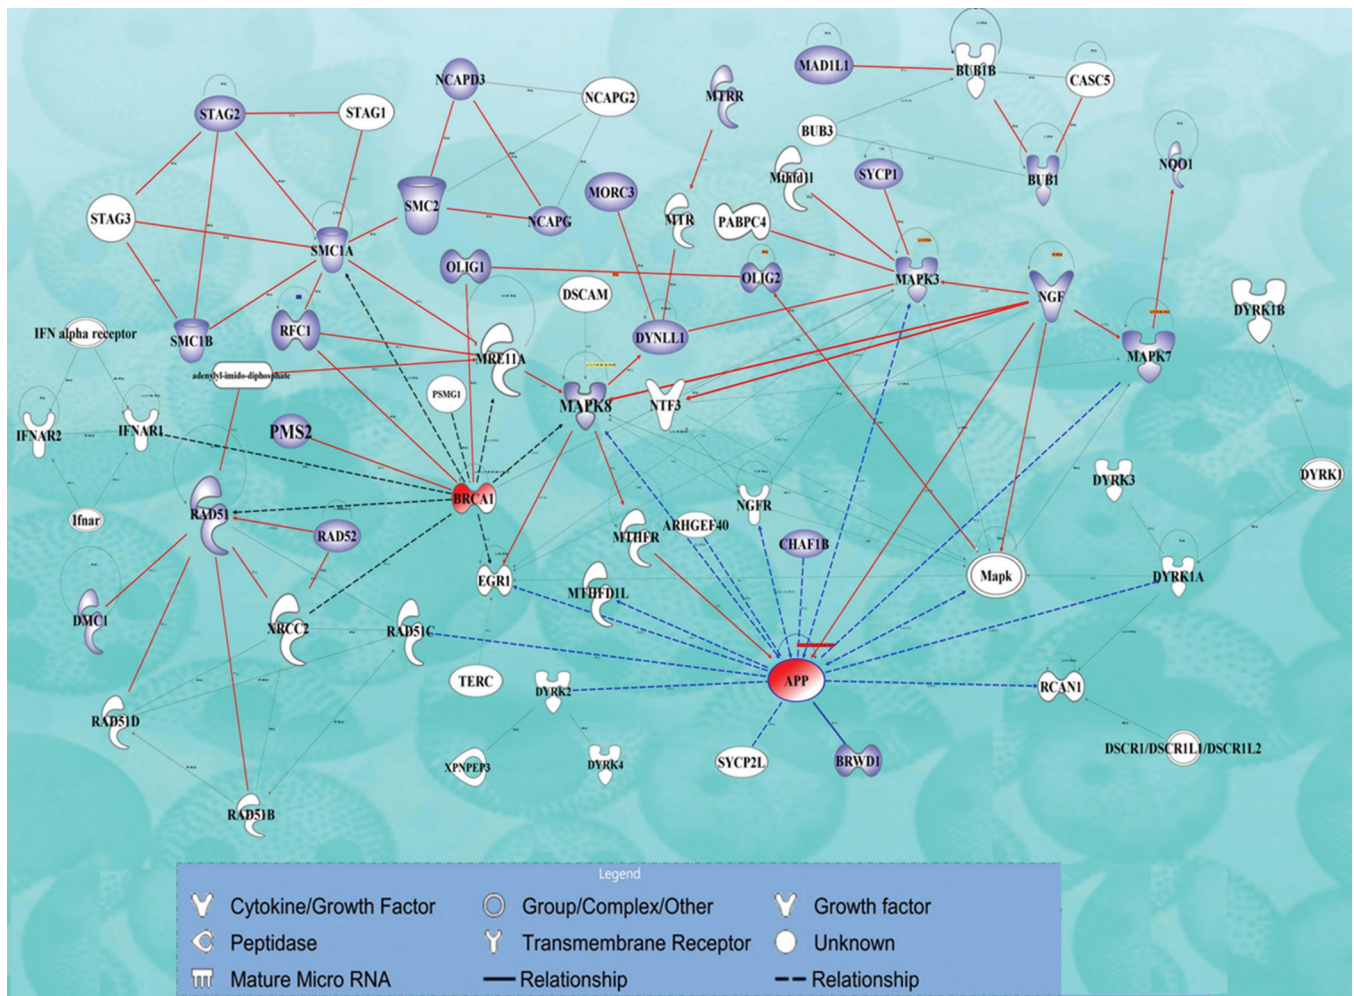 MAD1L1
BUB1B
CASC5
NCAPD3
NCAPG2
MTRR
STAG2
STAG1
BUB3
NQO1
Mthfd1l
SYCP1
BUB1
MORC3
SMC2
STAG3
NCAPG
MTR
PABPC4
SMC1A
OLIG1
OLIG2
MAPK3
DSCAM
NGF
DYRK1B
IFN alpha receptor
RFC1
SMC1B
DYNLL1
MRE11A
MAPK7
adenylyl-imido-diphosphate
PSMG1
MAPK8
NTF3
IFNAR2
IFNAR1
PMS2
DYRK3
DYRK1
BRCA1
NGFR
Ifnar
RAD51
RAD52
MTHFR
ARHGEF40
CHAF1B
EGR1
Mapk
DYRK1A
MTHFD1L
DMC1
XRCC2
RAD51C
TERC
DYRK2
APP
RCAN1
RAD51D
DSCR1/DSCR1L1/DSCR1L2
XPNPEP3
DYRK4
SYCP2L
BRWD1
RAD51B
Legend
Cytokine/Growth Factor
Group/Complex/Other
Growth factor
Peptidase
Transmembrane Receptor
Unknown
Mature Micro RNA
Relationship
Relationship